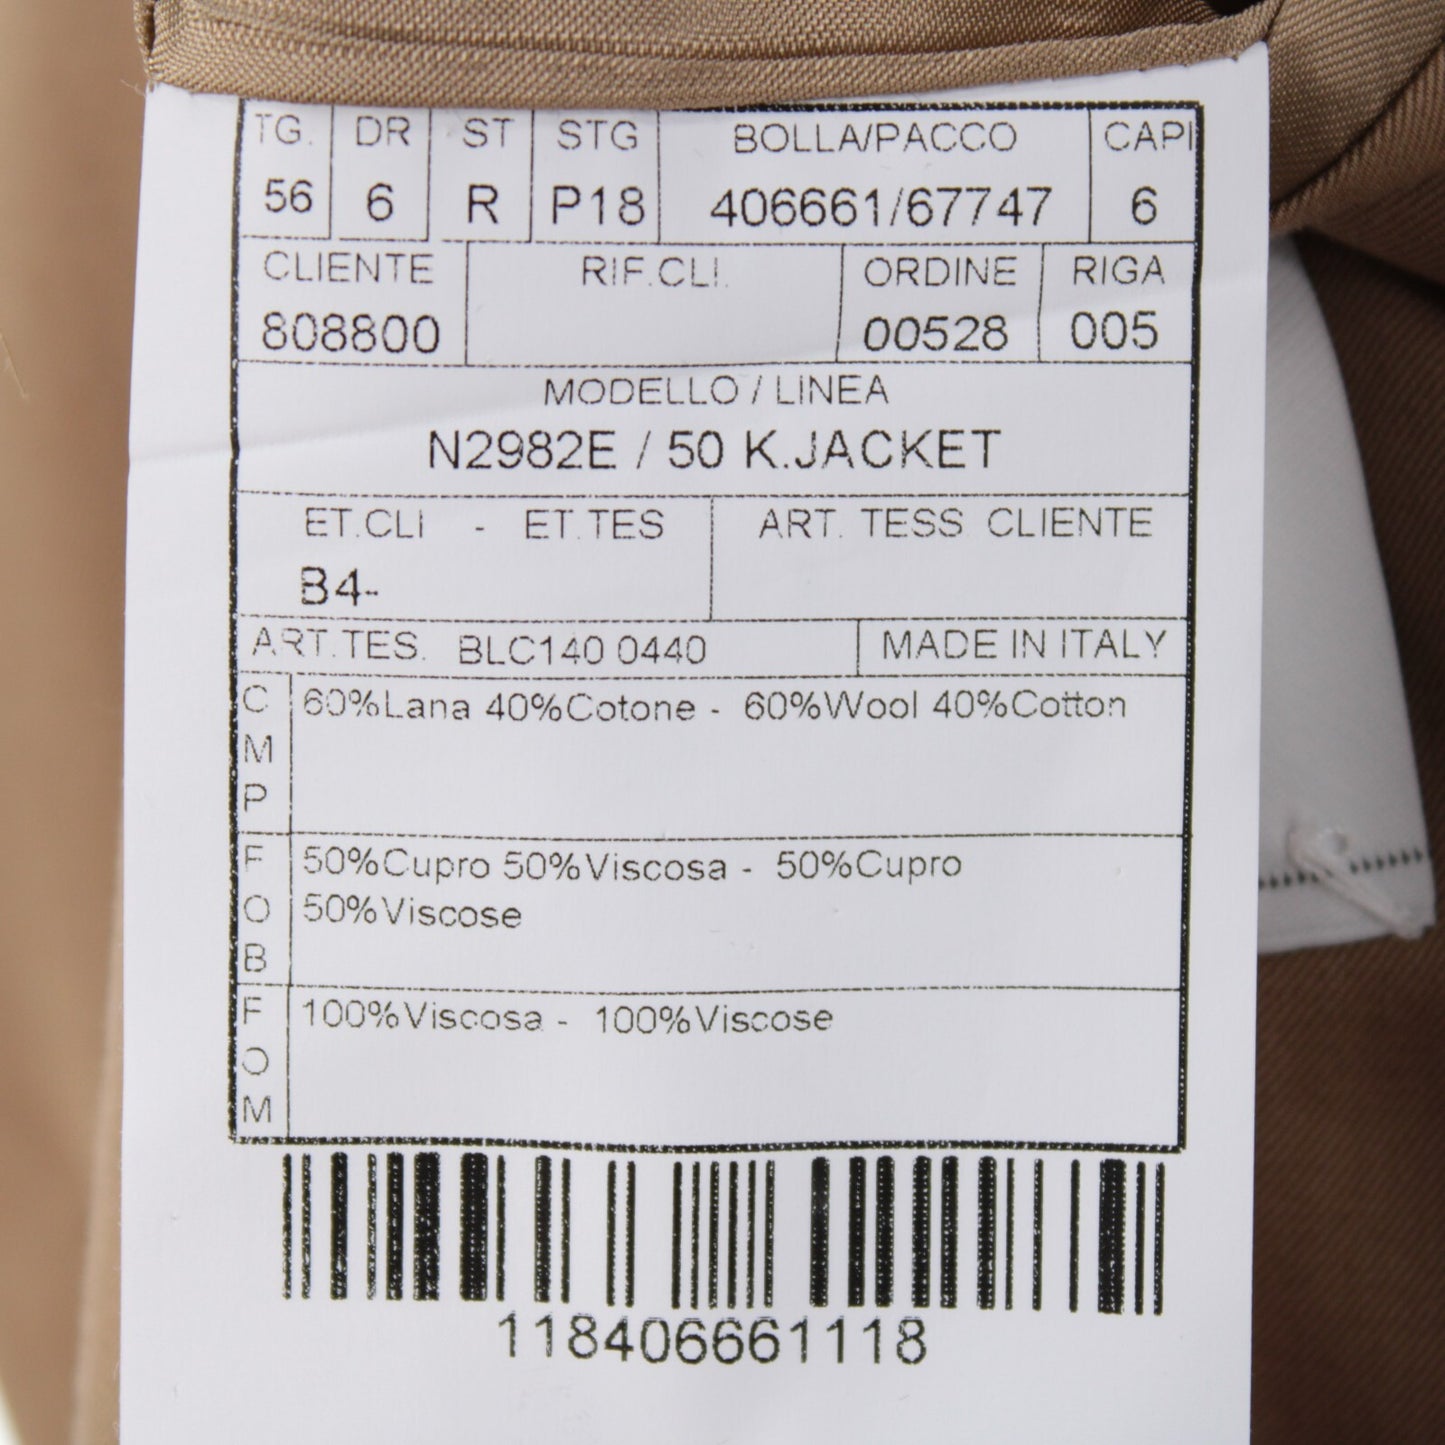 TG. DR ST STG BOLLA/PACCO CAPI
56 6 R P18 406661/67747 6
CLIENTE RIF.CLI. ORDINE RIGA
808800 00528 005
MODELLO / LINEA
N2982E / 50 K.JACKET
ET.CLI - ET.TES ART. TESS CLIENTE
B4-
ART.TES. BLC140 0440 MADE IN ITALY
CMP 60%Lana 40%Cotone - 60%Wool 40%Cotton
FOB 50%Cupro 50%Viscosa - 50%Cupro
50%Viscose
FOM 100%Viscosa - 100%Viscose
118406661118